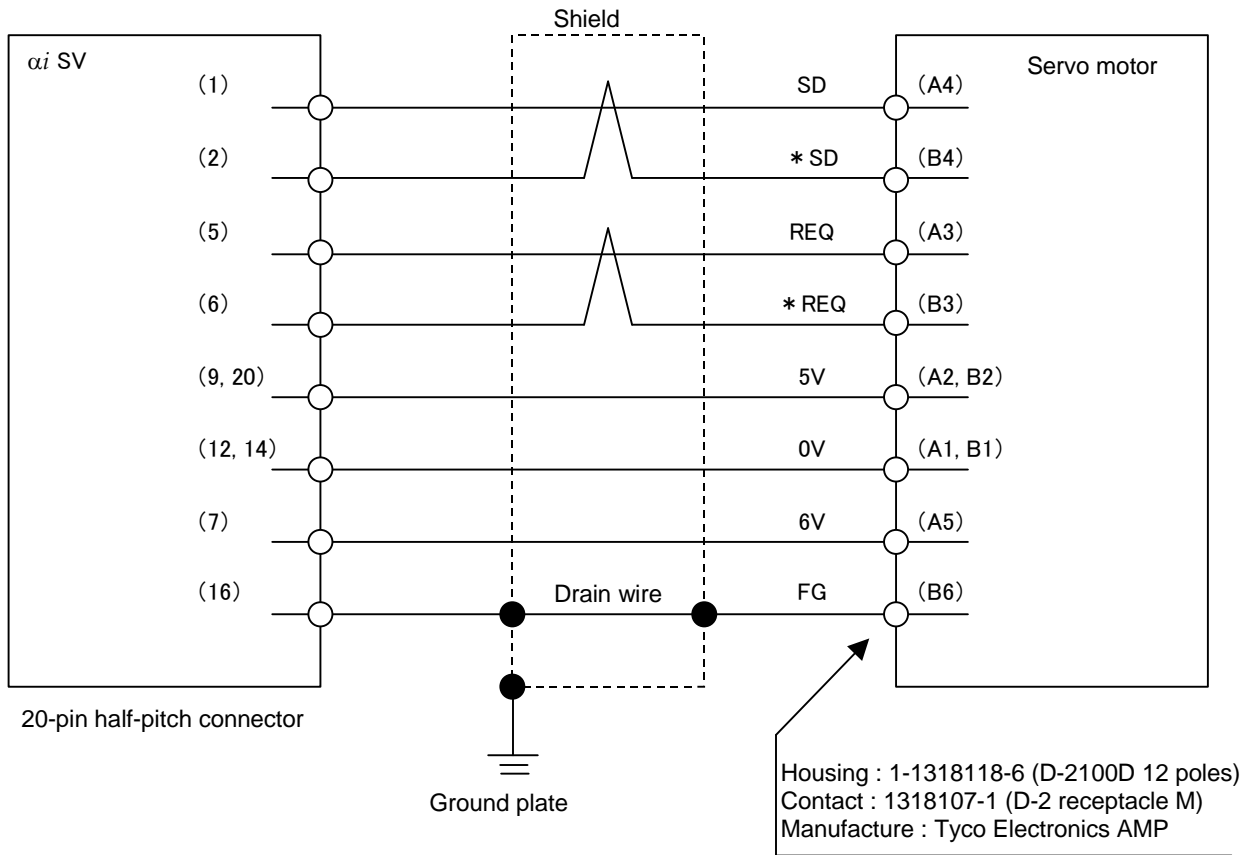 Shield
αi SV
Servo motor
(1) SD (A4)
(2) *SD (B4)
(5) REQ (A3)
(6) *REQ (B3)
(9, 20) 5V (A2, B2)
(12, 14) 0V (A1, B1)
(7) 6V (A5)
(16) Drain wire FG (B6)
20-pin half-pitch connector
Ground plate
Housing : 1-1318118-6 (D-2100D 12 poles)
Contact : 1318107-1 (D-2 receptacle M)
Manufacture : Tyco Electronics AMP